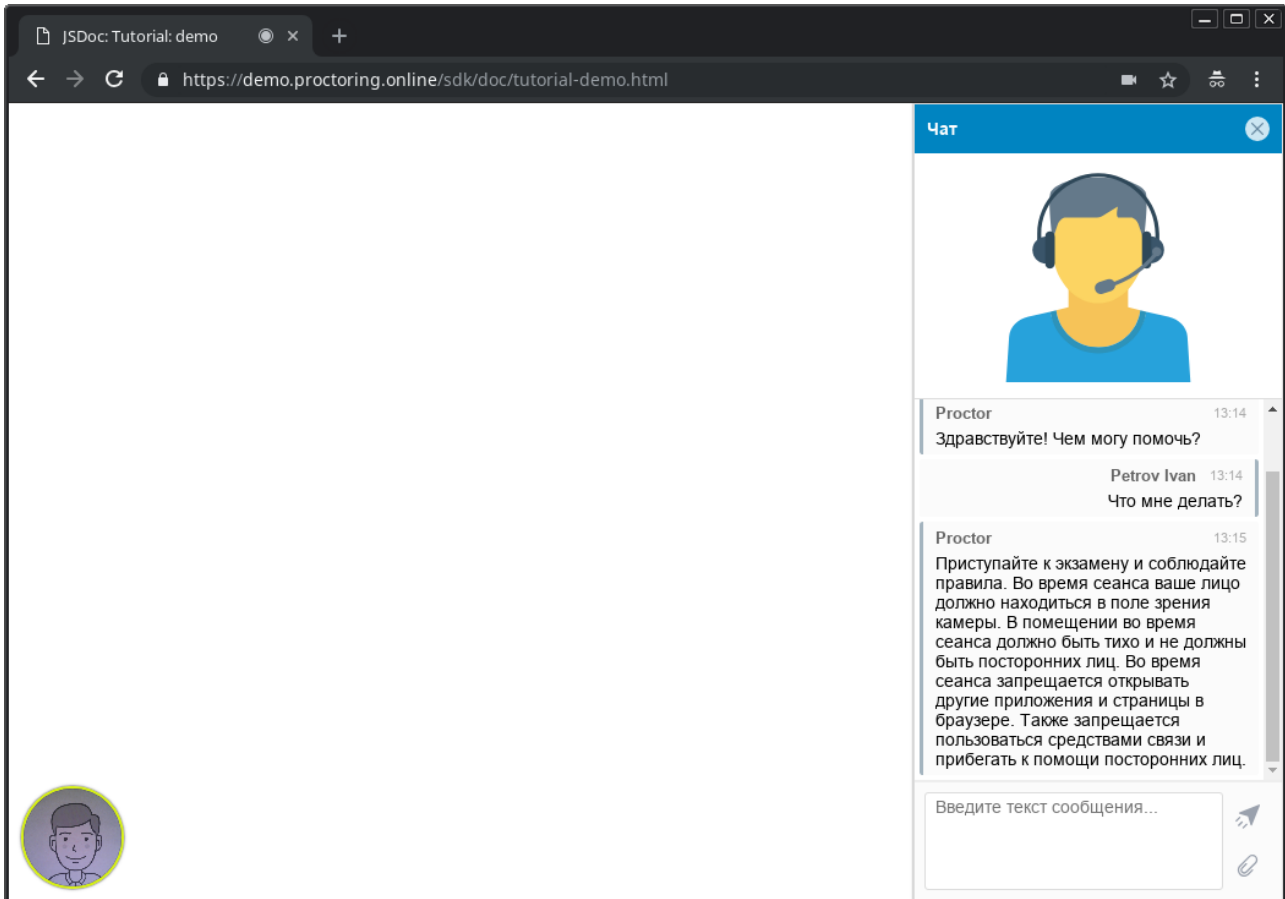 JSDoc: Tutorial: demo
https://demo.proctoring.online/sdk/doc/tutorial-demo.html
Чат
Proctor 13:14
Здравствуйте! Чем могу помочь?
Petrov Ivan 13:14
Что мне делать?
Proctor 13:15
Приступайте к экзамену и соблюдайте
правила. Во время сеанса ваше лицо
должно находиться в поле зрения
камеры. В помещении во время
сеанса должно быть тихо и не должны
быть посторонних лиц. Во время
сеанса запрещается открывать
другие приложения и страницы в
браузере. Также запрещается
пользоваться средствами связи и
прибегать к помощи посторонних лиц.
Введите текст сообщения...